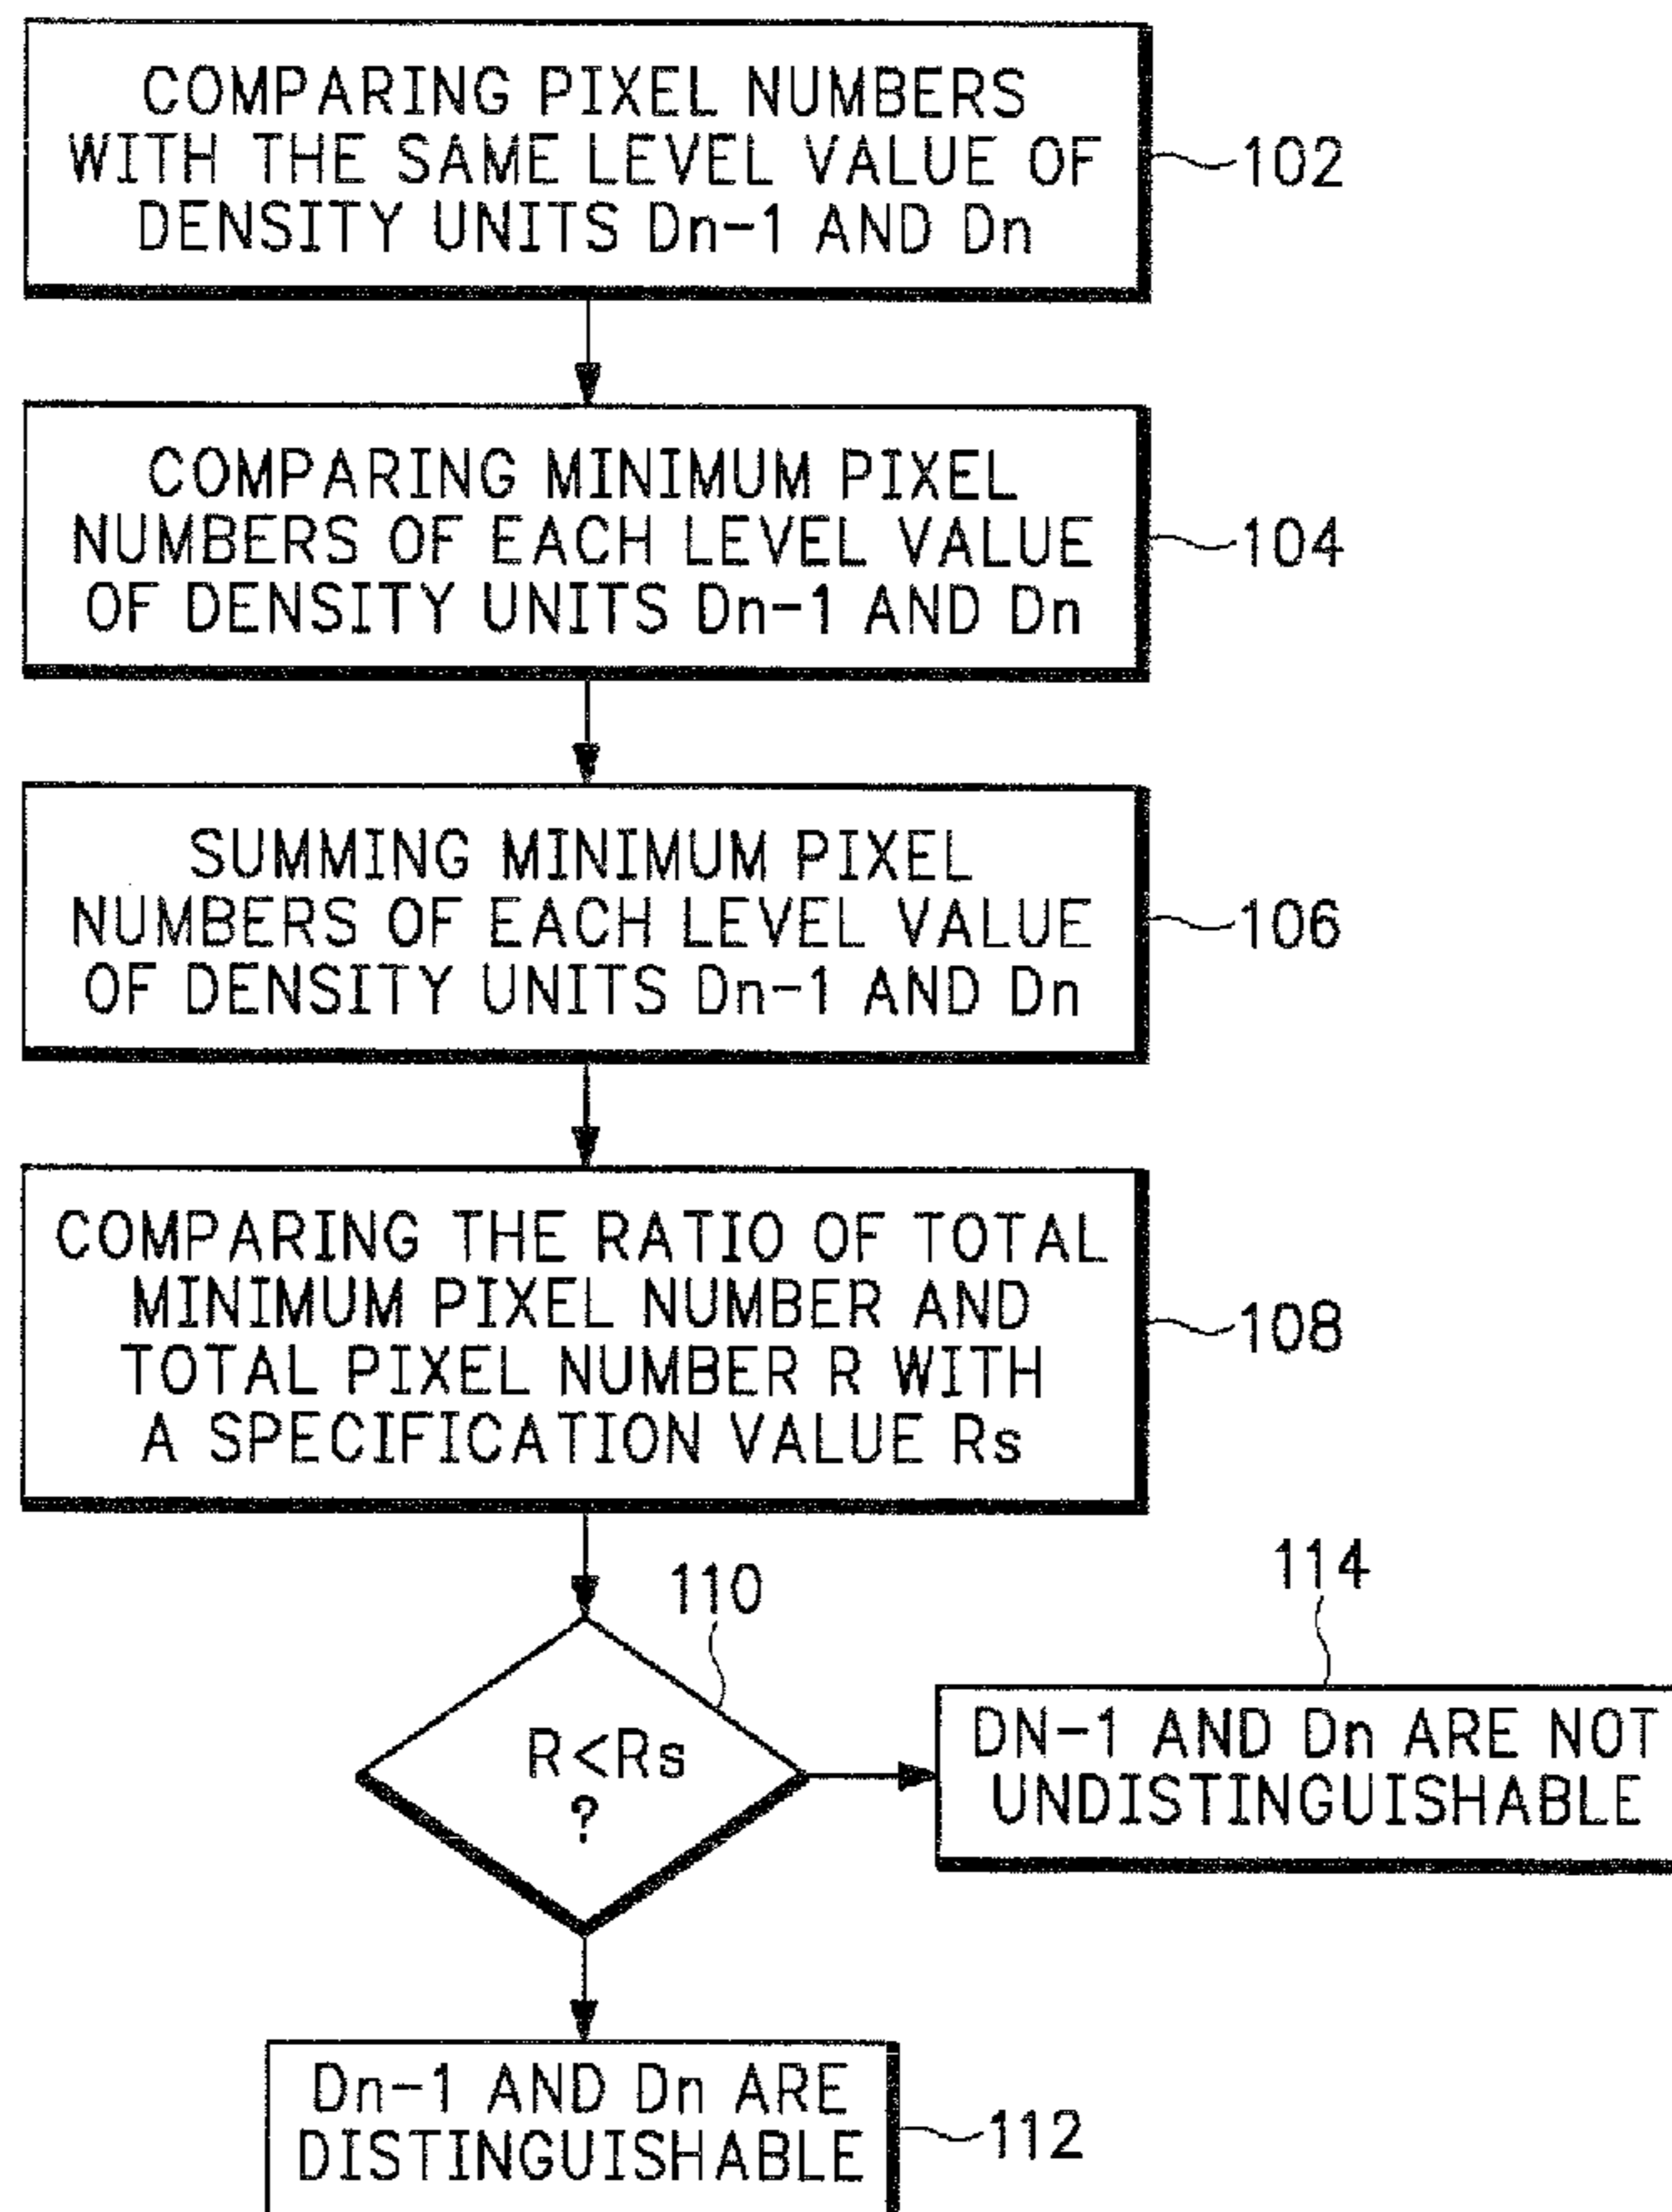 COMPARING PIXEL NUMBERS
WITH THE SAME LEVEL VALUE OF
DENSITY UNITS Dn-1 AND Dn
102
COMPARING MINIMUM PIXEL
NUMBERS OF EACH LEVEL VALUE
OF DENSITY UNITS Dn-1 AND Dn
104
SUMMING MINIMUM PIXEL
NUMBERS OF EACH LEVEL VALUE
OF DENSITY UNITS Dn-1 AND Dn
106
COMPARING THE RATIO OF TOTAL
MINIMUM PIXEL NUMBER AND
TOTAL PIXEL NUMBER R WITH
A SPECIFICATION VALUE Rs
108
110
R<Rs
?
114
DN-1 AND Dn ARE NOT
UNDISTINGUISHABLE
Dn-1 AND Dn ARE
DISTINGUISHABLE
112